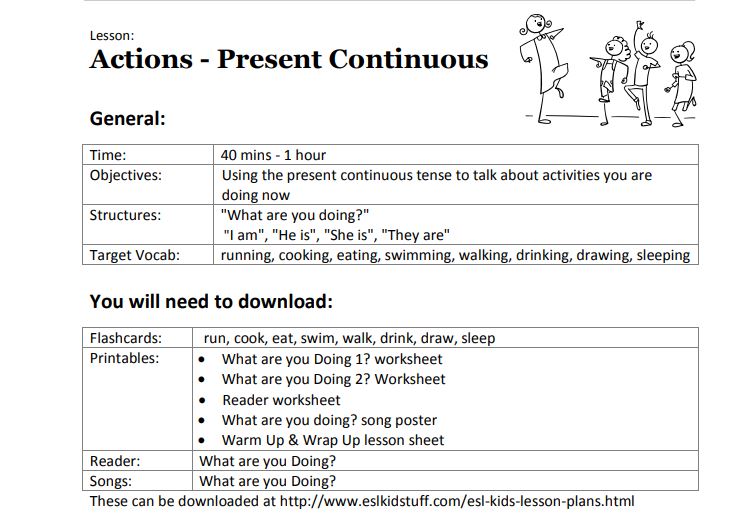 Lesson:
Actions - Present Continuous
General:
Time: 40 mins - 1 hour
Objectives: Using the present continuous tense to talk about activities you are
doing now
Structures: "What are you doing?"
"I am", "He is", "She is", "They are"
Target Vocab: running, cooking, eating, swimming, walking, drinking, drawing, sleeping
You will need to download:
Flashcards: run, cook, eat, swim, walk, drink, draw, sleep
Printables: • What are you Doing 1? worksheet
• What are you Doing 2? Worksheet
• Reader worksheet
• What are you doing? song poster
• Warm Up & Wrap Up lesson sheet
Reader: What are you Doing?
Songs: What are you Doing?
These can be downloaded at http://www.eslkidstuff.com/esl-kids-lesson-plans.html